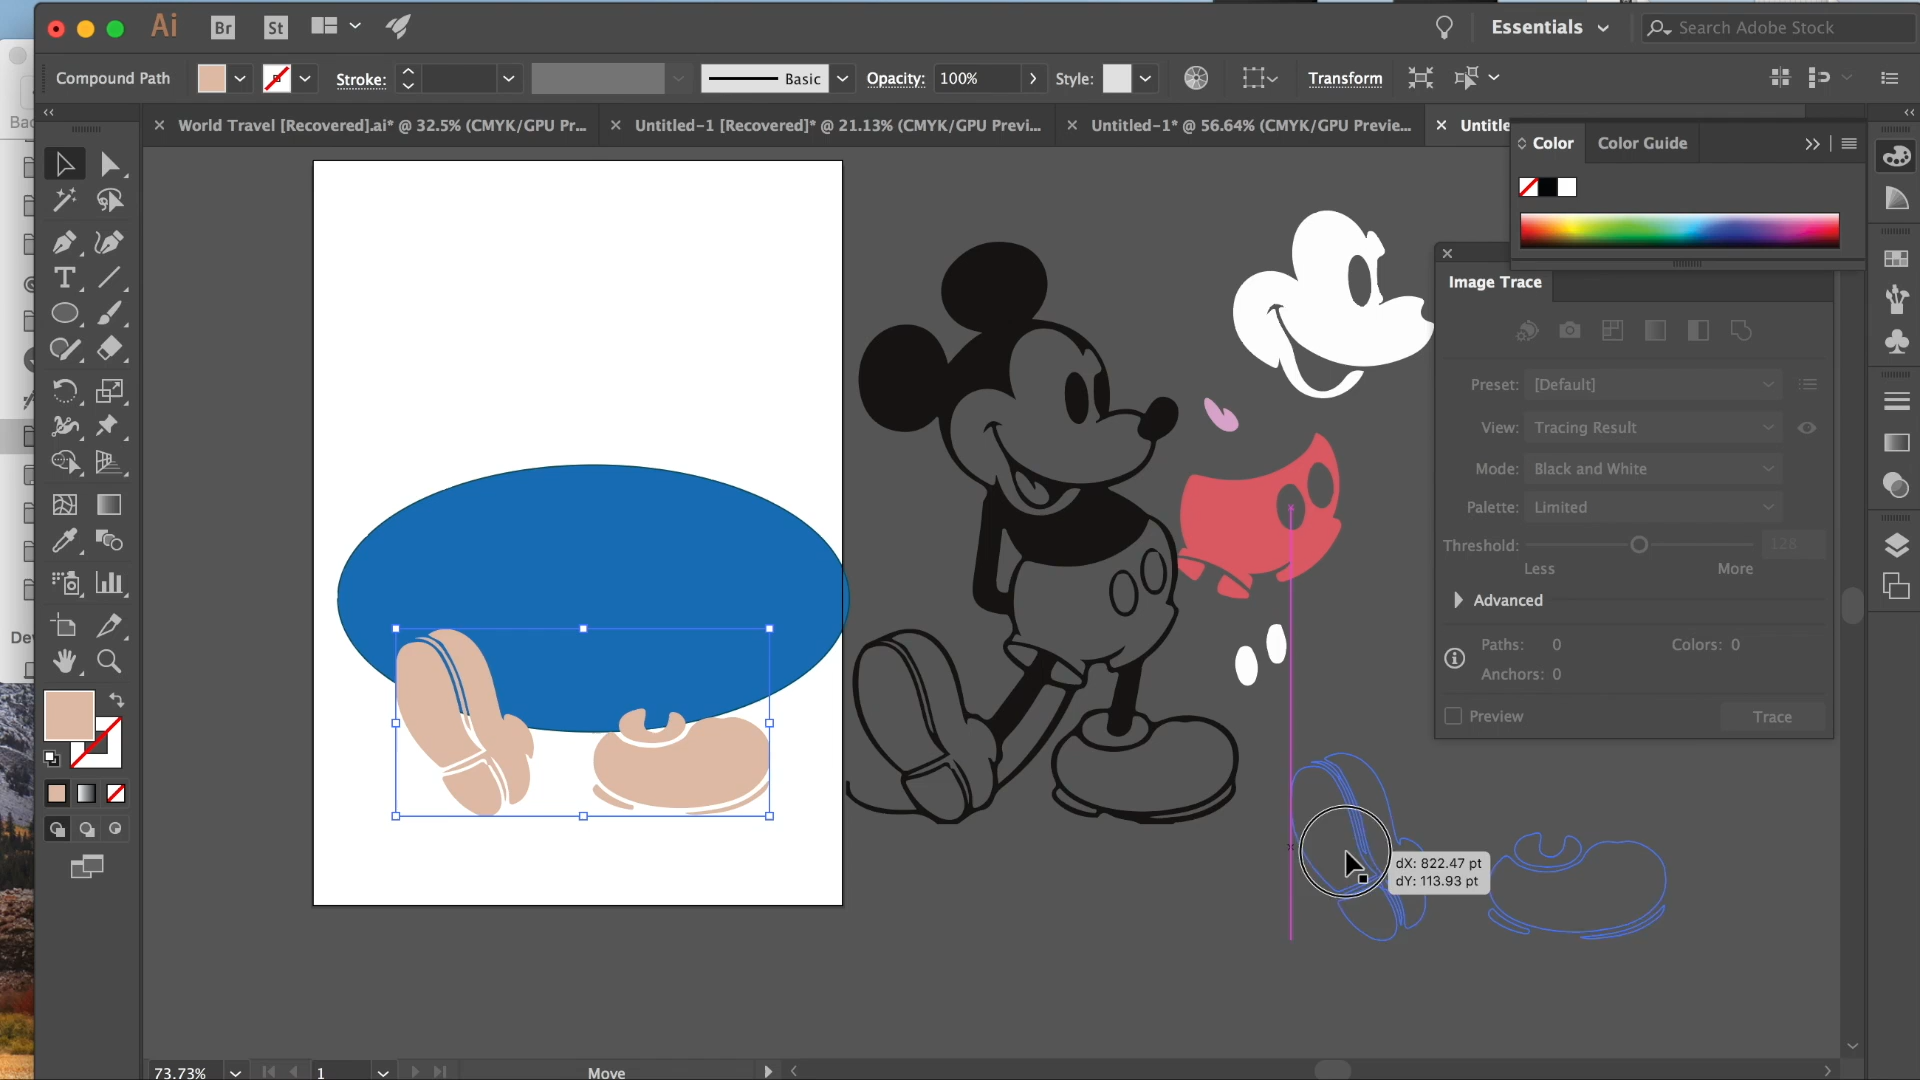 Ai Br St Essentials Search Adobe Stock
Compound Path Stroke: Basic Opacity: 100% Style: Transform
World Travel [Recovered].ai* @ 32.5% (CMYK/GPU Pr... Untitled-1 [Recovered]* @ 21.13% (CMYK/GPU Previ... Untitled-1* @ 56.64% (CMYK/GPU Previe... Untitle
Color Color Guide
Image Trace
Preset: [Default]
View: Tracing Result
Mode: Black and White
Palette: Limited
Threshold: 128
Less More
Advanced
Paths: 0 Colors: 0
Anchors: 0
Preview Trace
dX: 822.47 pt
dY: 113.93 pt
73.73% 1 Move